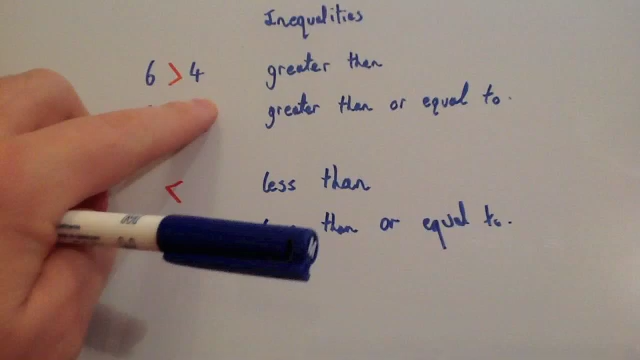 Inequalities
6 > 4 greater than
greater than or equal to.
< less than
than or equal to.